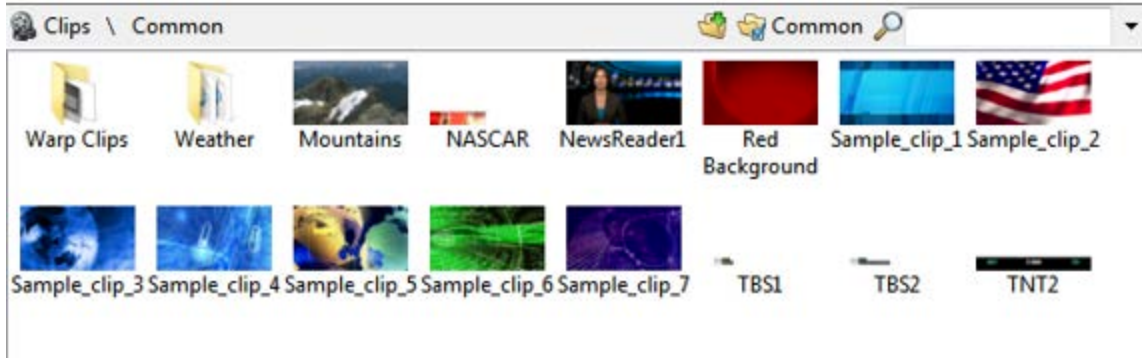 Clips \ Common
Common
Warp Clips Weather Mountains NASCAR NewsReader1 Red Background Sample_clip_1 Sample_clip_2
Sample_clip_3 Sample_clip_4 Sample_clip_5 Sample_clip_6 Sample_clip_7 TBS1 TBS2 TNT2